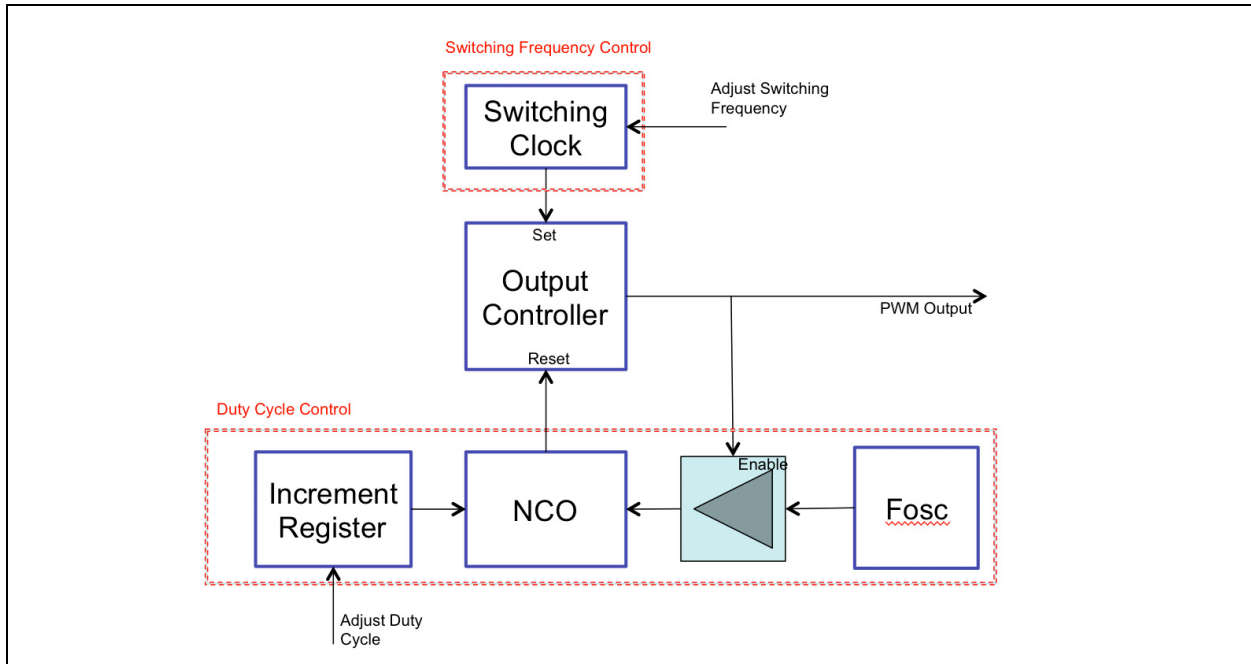 Switching Frequency Control
Switching
Clock
Adjust Switching
Frequency
Set
Output
Controller
Reset
PWM Output
Duty Cycle Control
Increment
Register
NCO
Enable
Fosc
Adjust Duty
Cycle